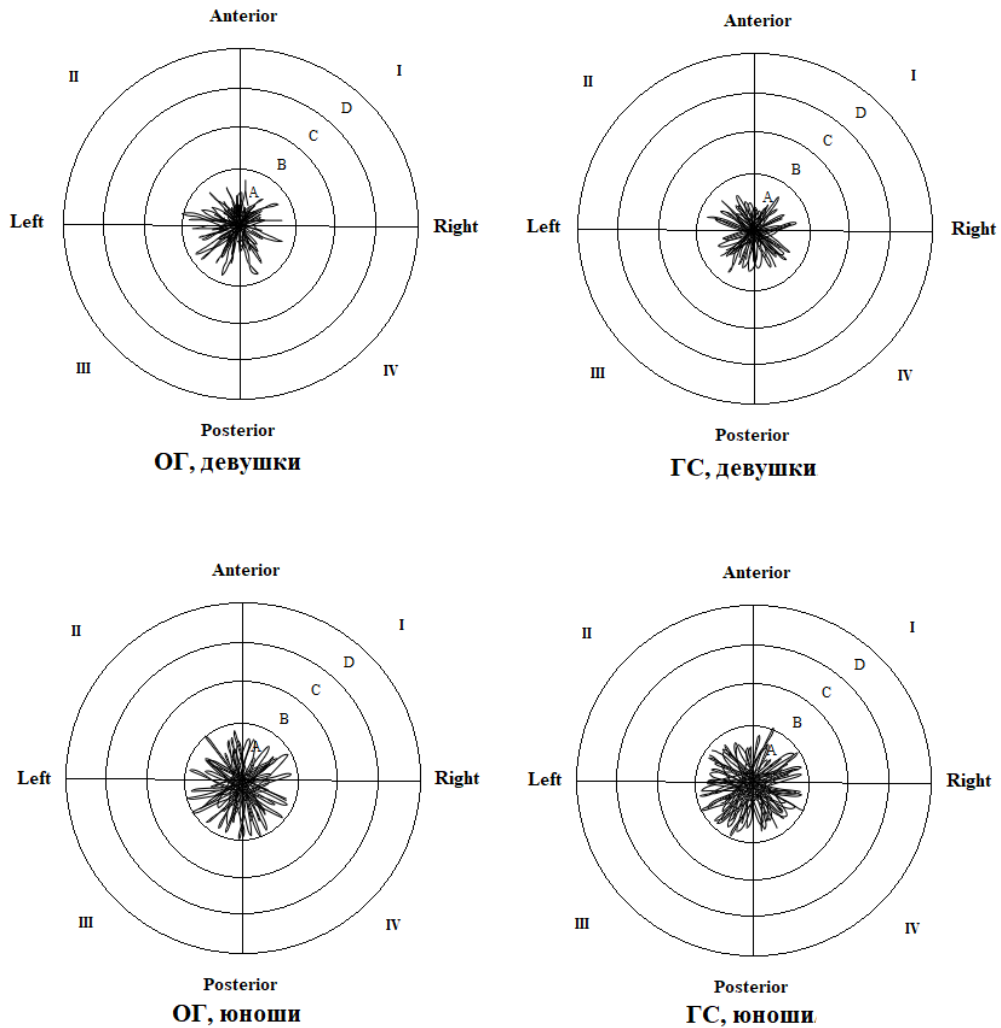 Anterior
Anterior
II
I
II
I
D
D
C
C
B
B
A
A
Left
Right
Left
Right
III
IV
III
IV
Posterior
Posterior
ОГ, девушки
ГС, девушки
Anterior
Anterior
II
I
II
I
D
D
C
C
B
B
A
A
Left
Right
Left
Right
III
IV
III
IV
Posterior
Posterior
ОГ, юноши
ГС, юноши